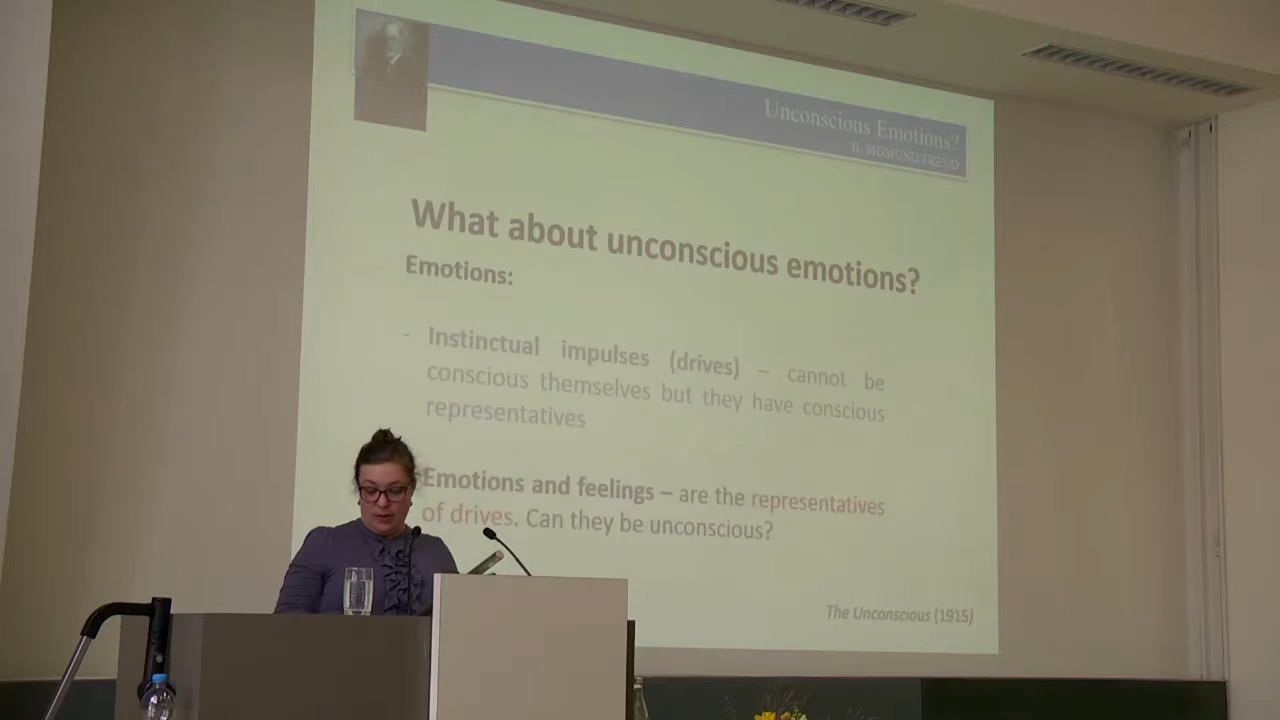 Unconscious Emotions?
II. SIGMUND FREUD
What about unconscious emotions?
Emotions:
- Instinctual impulses (drives) – cannot be
conscious themselves but they have conscious
representatives
Emotions and feelings – are the representatives
of drives. Can they be unconscious?
The Unconscious (1915)